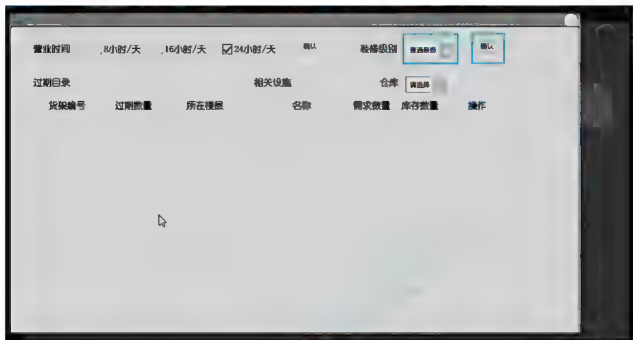 营业时间 8小时/天 16小时/天 24小时/天 确认 装修级别 普通装修 确认
过期目录 相关设施 仓库 请选择
货架编号 过期数量 所在楼层 名称 需求数量 库存数量 操作